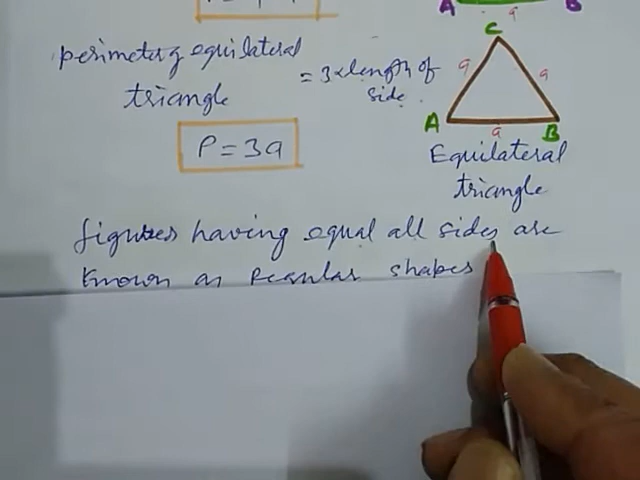 A a B
perimeter of equilateral
triangle
= 3 x length of
side.
C
a a
A a B
P = 3a
Equilateral
triangle
figures having equal all sides are
known as regular shapes